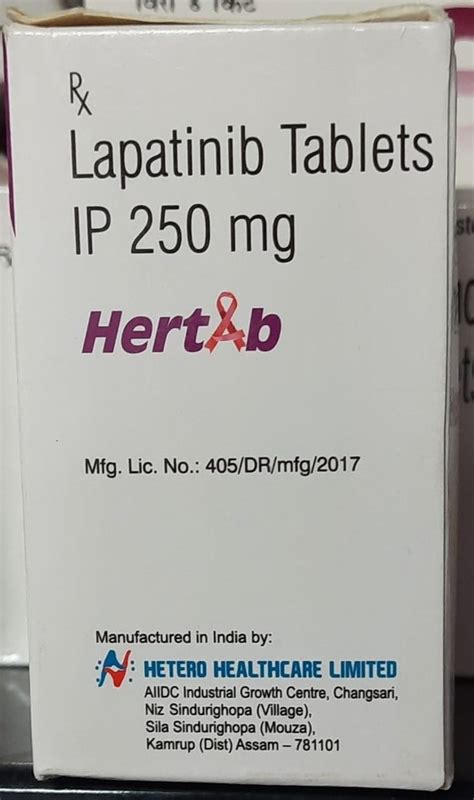 विरा ह किट
Rx
Lapatinib Tablets
IP 250 mg
Hertab
Mfg. Lic. No.: 405/DR/mfg/2017
Manufactured in India by:
HETERO HEALTHCARE LIMITED
AIIDC Industrial Growth Centre, Changsari,
Niz Sindurighopa (Village),
Sila Sindurighopa (Mouza),
Kamrup (Dist) Assam – 781101